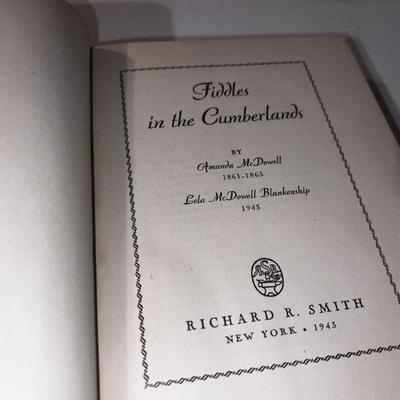 Fiddles
in the Cumberlands
BY
Amanda McDowell
1861-1865
Lela McDowell Blankenship
1943
RICHARD R. SMITH
NEW YORK • 1943